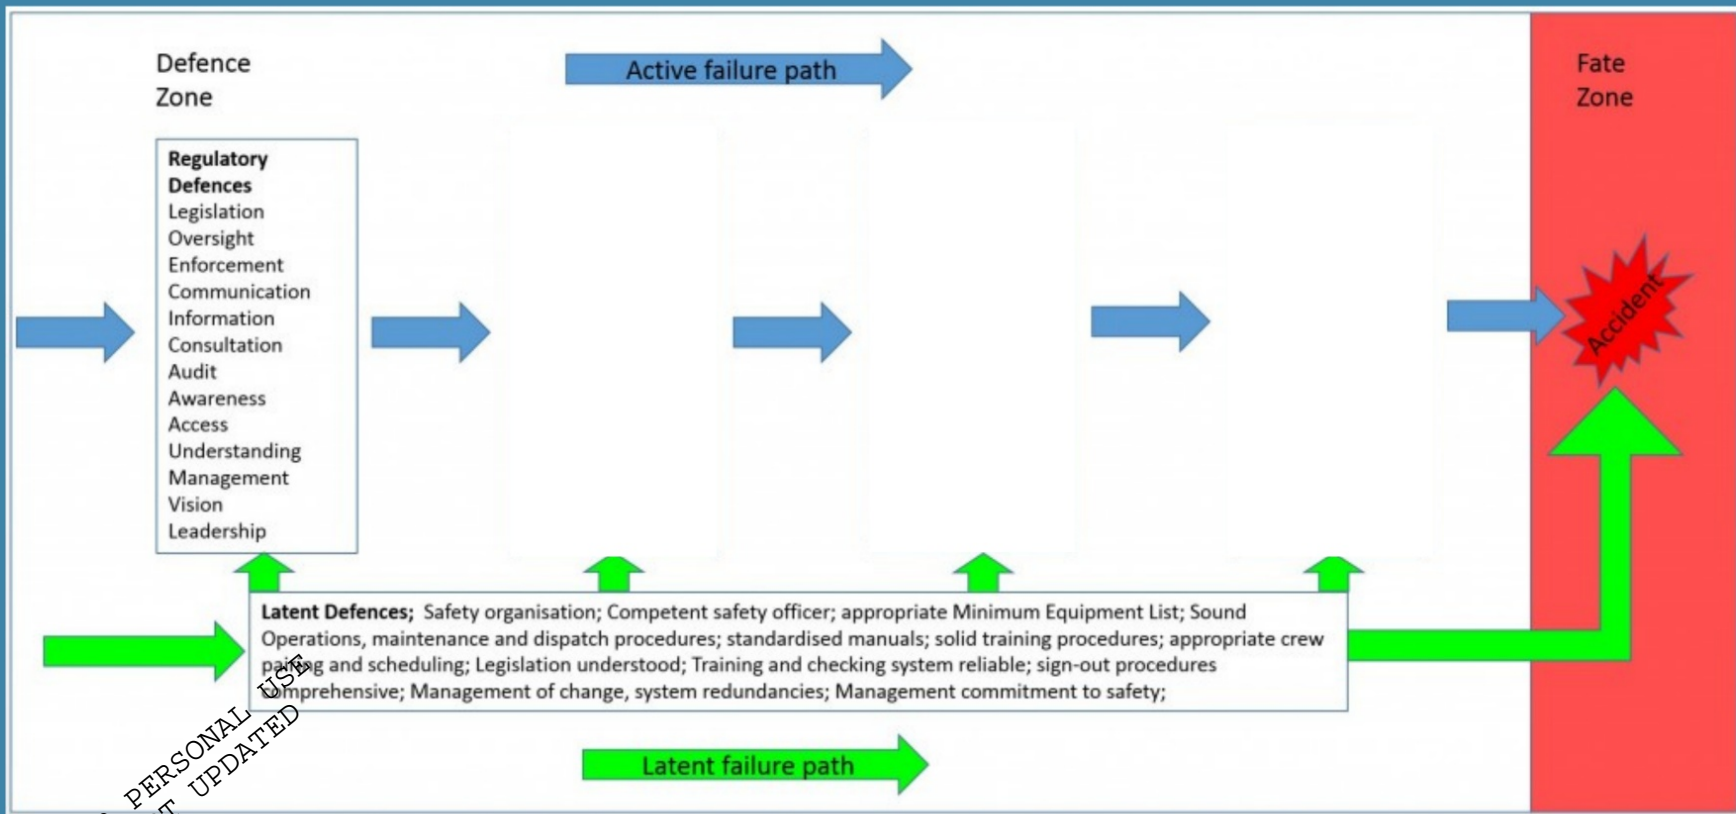 Defence
Zone
Active failure path
Fate
Zone
Regulatory
Defences
Legislation
Oversight
Enforcement
Communication
Information
Consultation
Audit
Awareness
Access
Understanding
Management
Vision
Leadership
Accident
Latent Defences; Safety organisation; Competent safety officer; appropriate Minimum Equipment List; Sound
Operations, maintenance and dispatch procedures; standardised manuals; solid training procedures; appropriate crew
pairing and scheduling; Legislation understood; Training and checking system reliable; sign-out procedures
comprehensive; Management of change, system redundancies; Management commitment to safety;
Latent failure path
PERSONAL USE
UPDATED